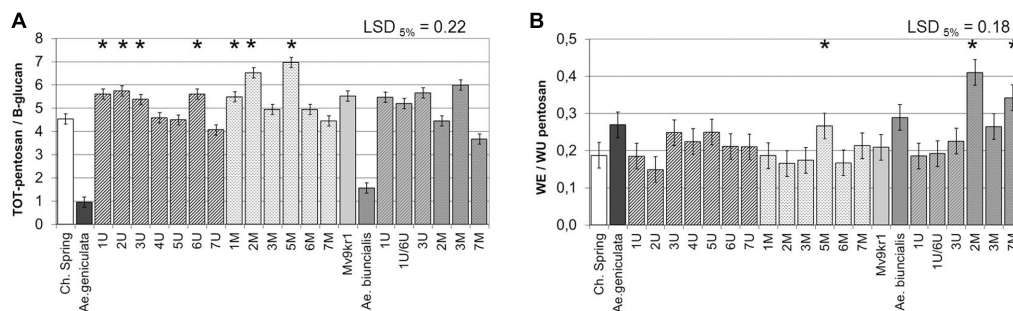 A
LSD 5% = 0.22
* * * * * * *
TOT-pentosan / B-glucan
8
7
6
5
4
3
2
1
0
Ch. Spring
Ae.geniculata
1U
2U
3U
4U
5U
6U
7U
1M
2M
3M
5M
6M
7M
Mv9kr1
Ae. biuncialis
1U
1U/6U
3U
2M
3M
7M
B
LSD 5% = 0.18
* * *
WE / WU pentosan
0,5
0,4
0,3
0,2
0,1
0,0
Ch. Spring
Ae.geniculata
1U
2U
3U
4U
5U
6U
7U
1M
2M
3M
5M
6M
7M
Mv9kr1
Ae. biuncialis
1U
1U/6U
3U
2M
3M
7M